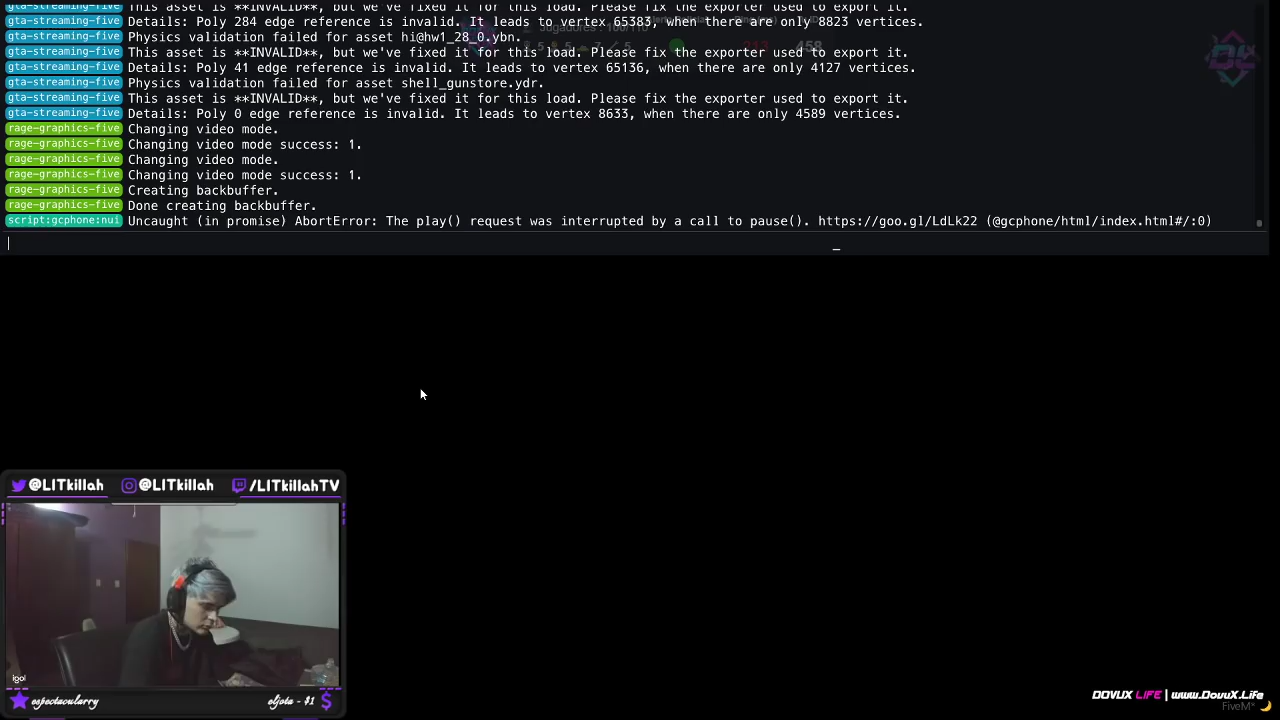 gta-streaming-five This asset is **INVALID**, but we've fixed it for this load. Please fix the exporter used to export it.
gta-streaming-five Details: Poly 284 edge reference is invalid. It leads to vertex 65383, when there are only 8823 vertices.
gta-streaming-five Physics validation failed for asset hi@hw1_28_0.ybn.
gta-streaming-five This asset is **INVALID**, but we've fixed it for this load. Please fix the exporter used to export it.
gta-streaming-five Details: Poly 41 edge reference is invalid. It leads to vertex 65136, when there are only 4127 vertices.
gta-streaming-five Physics validation failed for asset shell_gunstore.ydr.
gta-streaming-five This asset is **INVALID**, but we've fixed it for this load. Please fix the exporter used to export it.
gta-streaming-five Details: Poly 0 edge reference is invalid. It leads to vertex 8633, when there are only 4589 vertices.
rage-graphics-five Changing video mode.
rage-graphics-five Changing video mode success: 1.
rage-graphics-five Changing video mode.
rage-graphics-five Changing video mode success: 1.
rage-graphics-five Creating backbuffer.
rage-graphics-five Done creating backbuffer.
script:gcphone:nui Uncaught (in promise) AbortError: The play() request was interrupted by a call to pause(). https://goo.gl/LdLk22 (@gcphone/html/index.html#/:0)
@LITkillah @LITkillah /LITkillahTV
igol
espectacularry eljota - $1
DOVUX LIFE | www.DovuX.Life
FiveM*